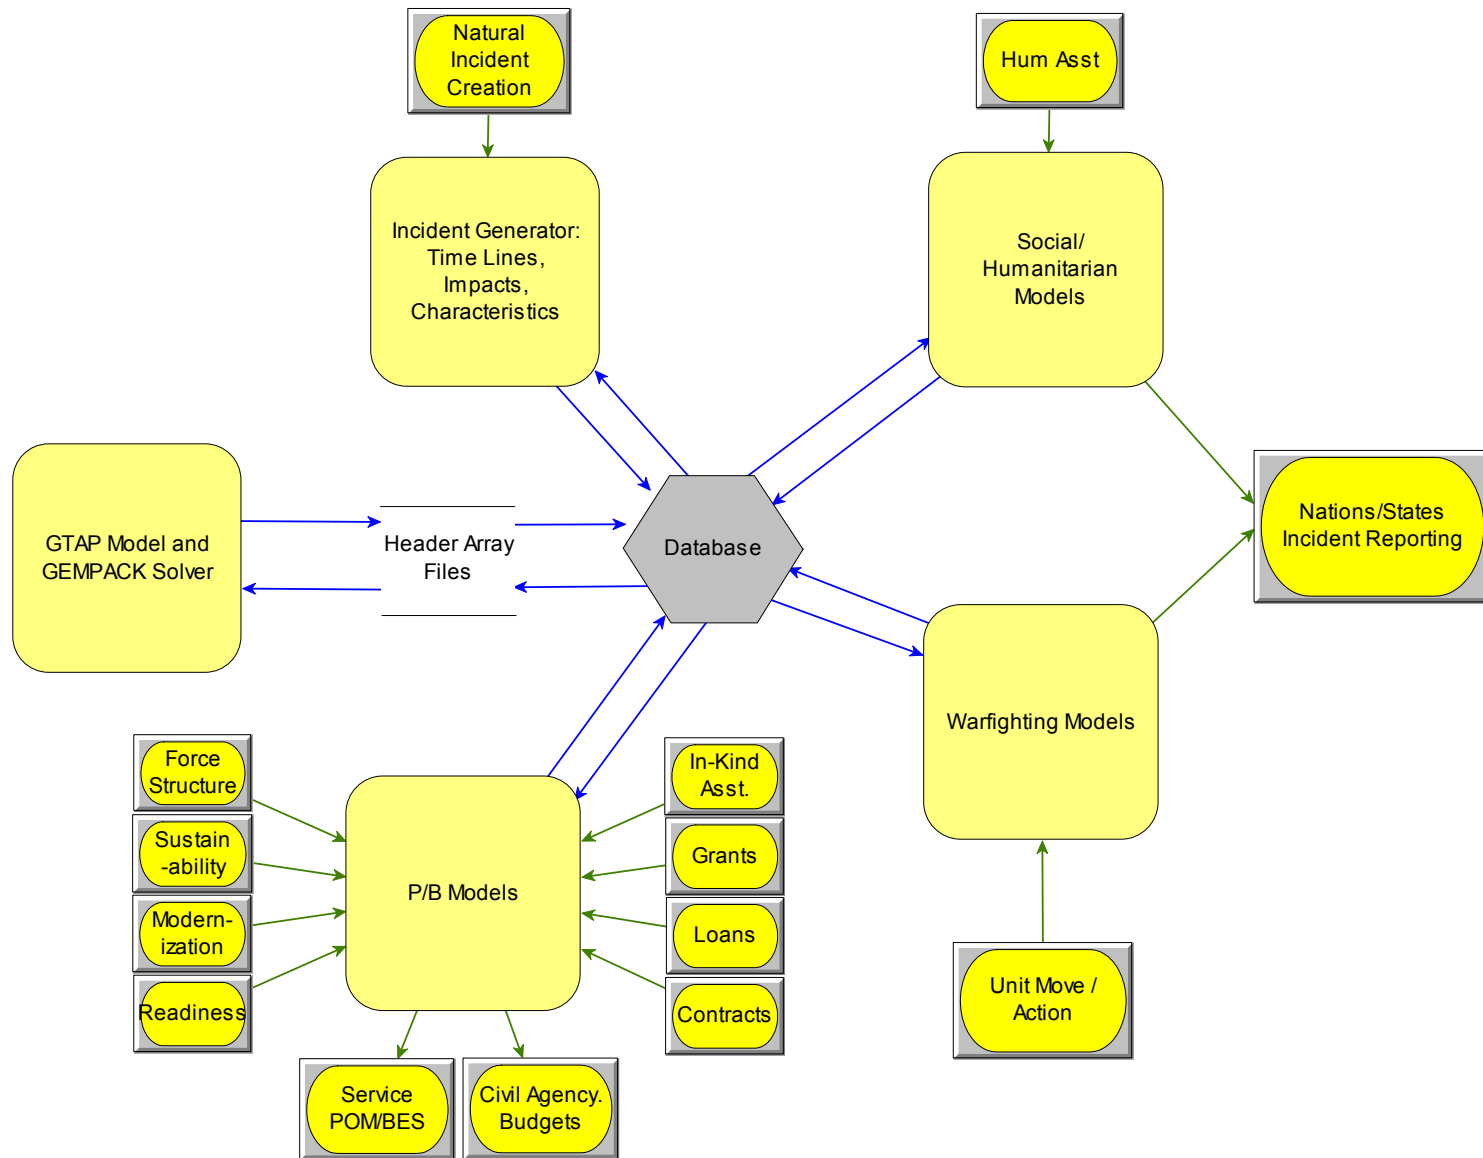 Natural
Incident
Creation
Hum Asst
Incident Generator:
Time Lines,
Impacts,
Characteristics
Social/
Humanitarian
Models
GTAP Model and
GEMPACK Solver
Header Array
Files
Database
Nations/States
Incident Reporting
Warfighting Models
Force
Structure
Sustain
-ability
Modern-
ization
Readiness
P/B Models
In-Kind
Asst.
Grants
Loans
Contracts
Unit Move /
Action
Service
POM/BES
Civil Agency.
Budgets